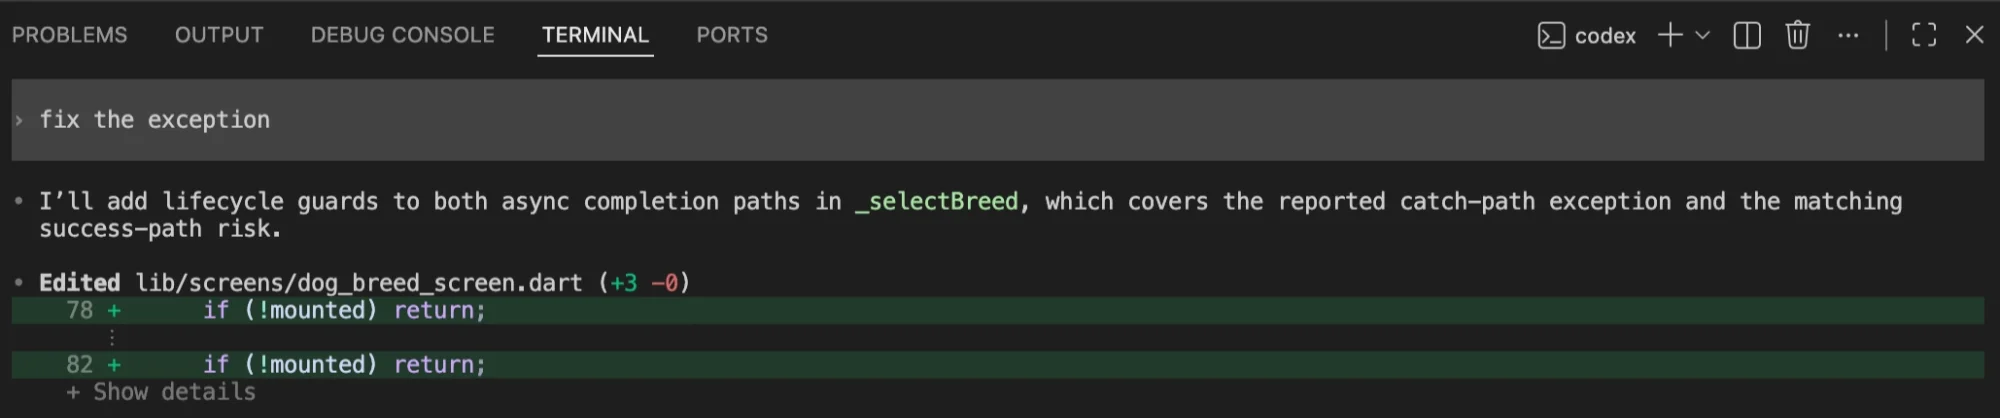 PROBLEMS OUTPUT DEBUG CONSOLE TERMINAL PORTS codex
› fix the exception
• I’ll add lifecycle guards to both async completion paths in _selectBreed, which covers the reported catch-path exception and the matching
success-path risk.
• Edited lib/screens/dog_breed_screen.dart (+3 -0)
78 + if (!mounted) return;
⋮
82 + if (!mounted) return;
+ Show details